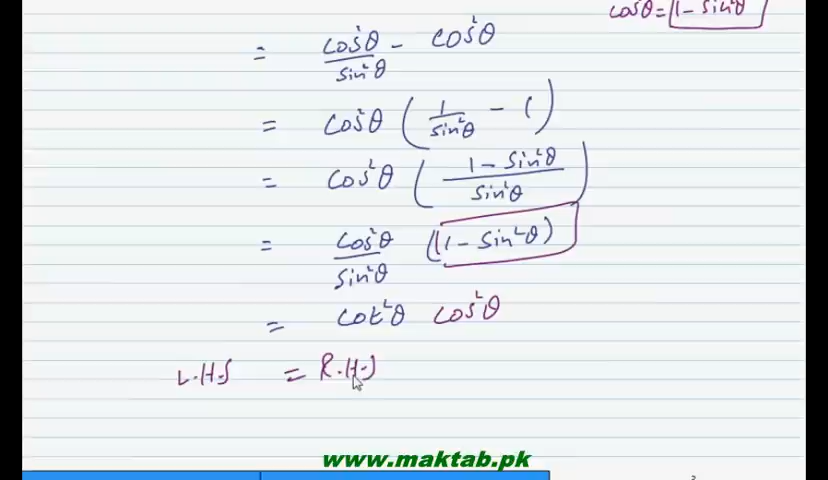 cos²θ = 1 - sin²θ
= cos²θ/sin²θ - cos²θ
= cos²θ (1/sin²θ - 1)
= cos²θ (1 - sin²θ/sin²θ)
= cos²θ/sin²θ (1 - sin²θ)
= cot²θ cos²θ
L.H.S = R.H.S
www.maktab.pk